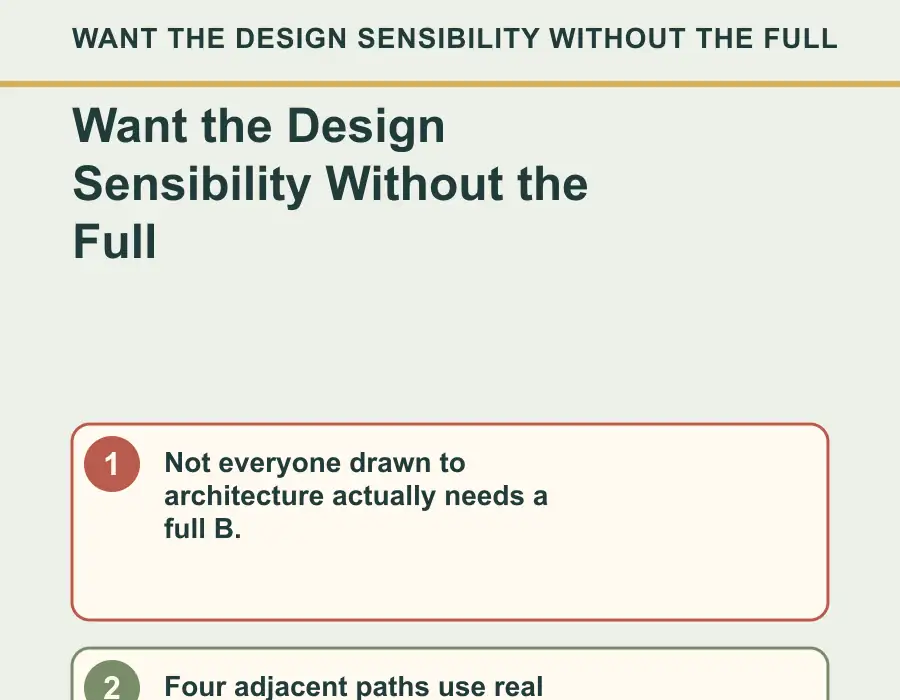 WANT THE DESIGN SENSIBILITY WITHOUT THE FULL
Want the Design
Sensibility Without the
Full
1
Not everyone drawn to
architecture actually needs a
full B.
2
Four adjacent paths use real